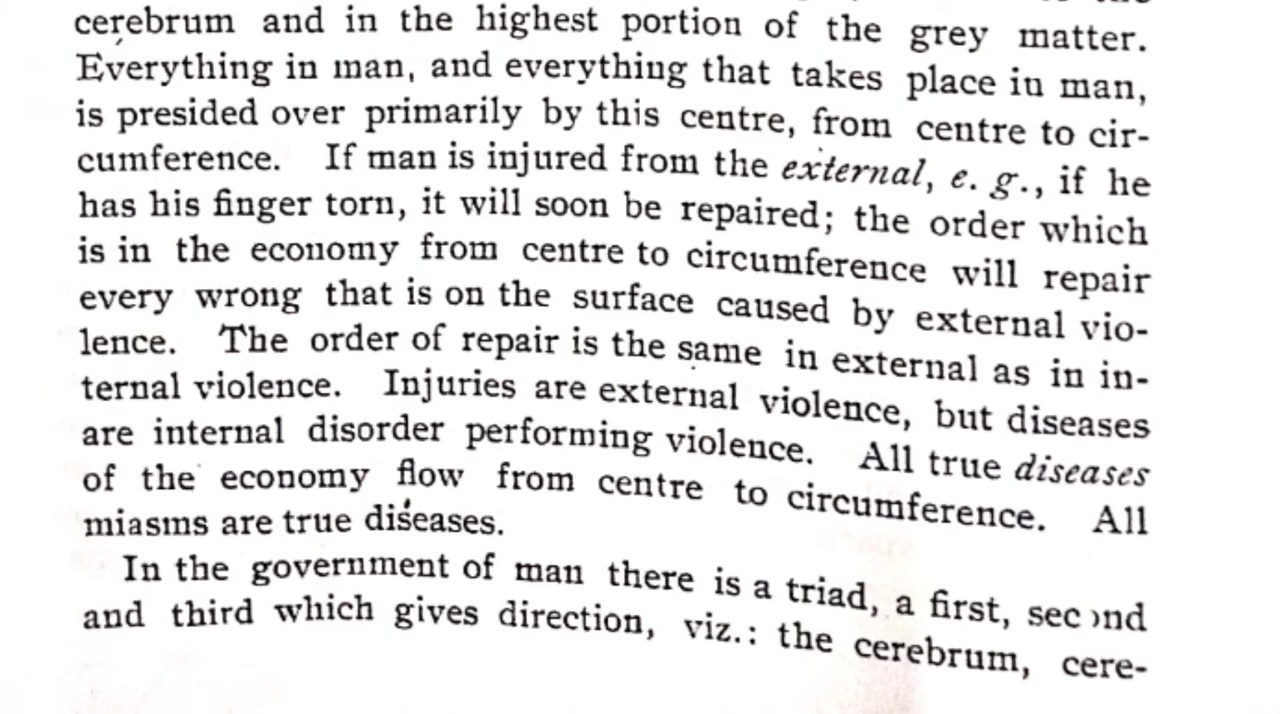 cerebrum and in the highest portion of the grey matter.
Everything in man, and everything that takes place in man,
is presided over primarily by this centre, from centre to cir-
cumference. If man is injured from the external, e. g., if he
has his finger torn, it will soon be repaired; the order which
is in the economy from centre to circumference will repair
every wrong that is on the surface caused by external vio-
lence. The order of repair is the same in external as in in-
ternal violence. Injuries are external violence, but diseases
are internal disorder performing violence. All true diseases
of the economy flow from centre to circumference. All
miasms are true diseases.
In the government of man there is a triad, a first, second
and third which gives direction, viz.: the cerebrum, cere-